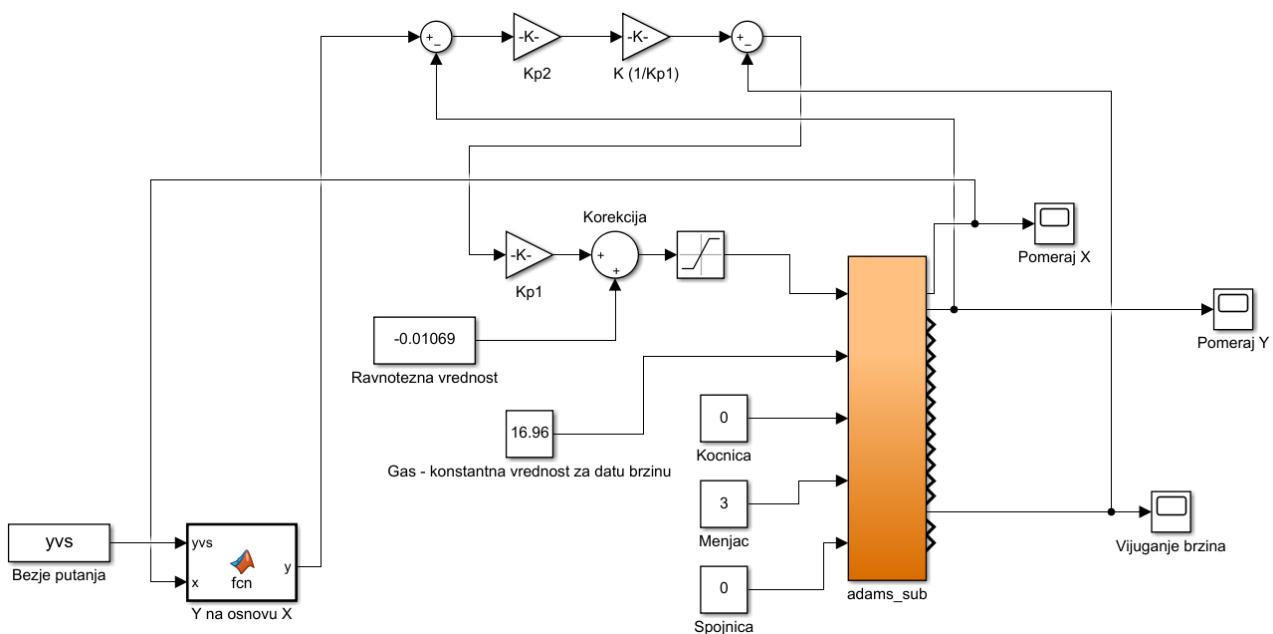 +
−
-K-
Kp2
-K-
K (1/Kp1)
+
−
Korekcija
-K-
Kp1
+
+
Pomeraj X
-0.01069
Ravnotezna vrednost
Pomeraj Y
16.96
Gas - konstantna vrednost za datu brzinu
0
Kocnica
3
Menjac
Vijuganje brzina
yvs
Bezje putanja
yvs
x
fcn
y
Y na osnovu X
0
Spojnica
adams_sub